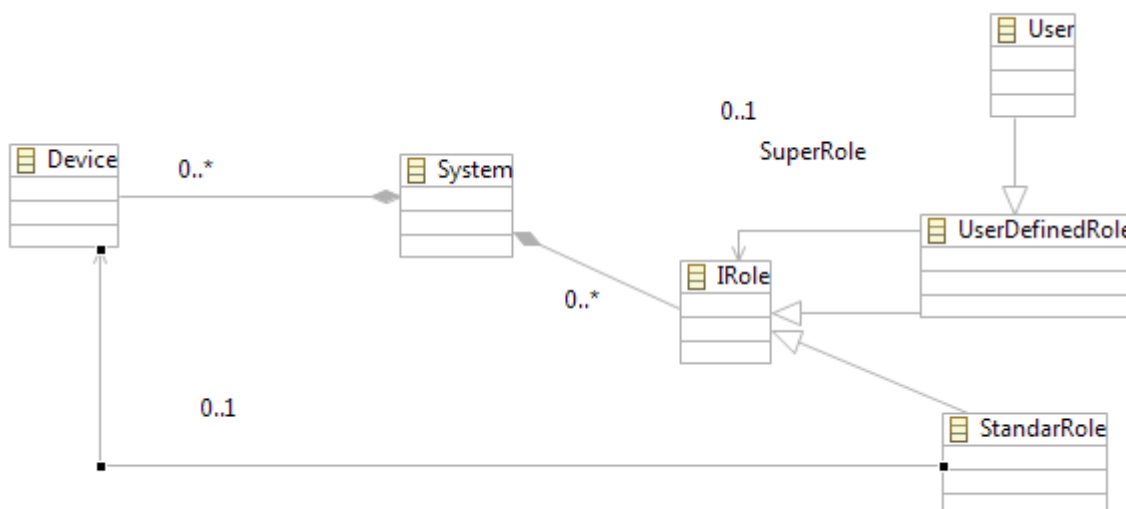 User
0..1
SuperRole
Device
0..*
System
UserDefinedRole
IRole
0..*
0..1
StandarRole